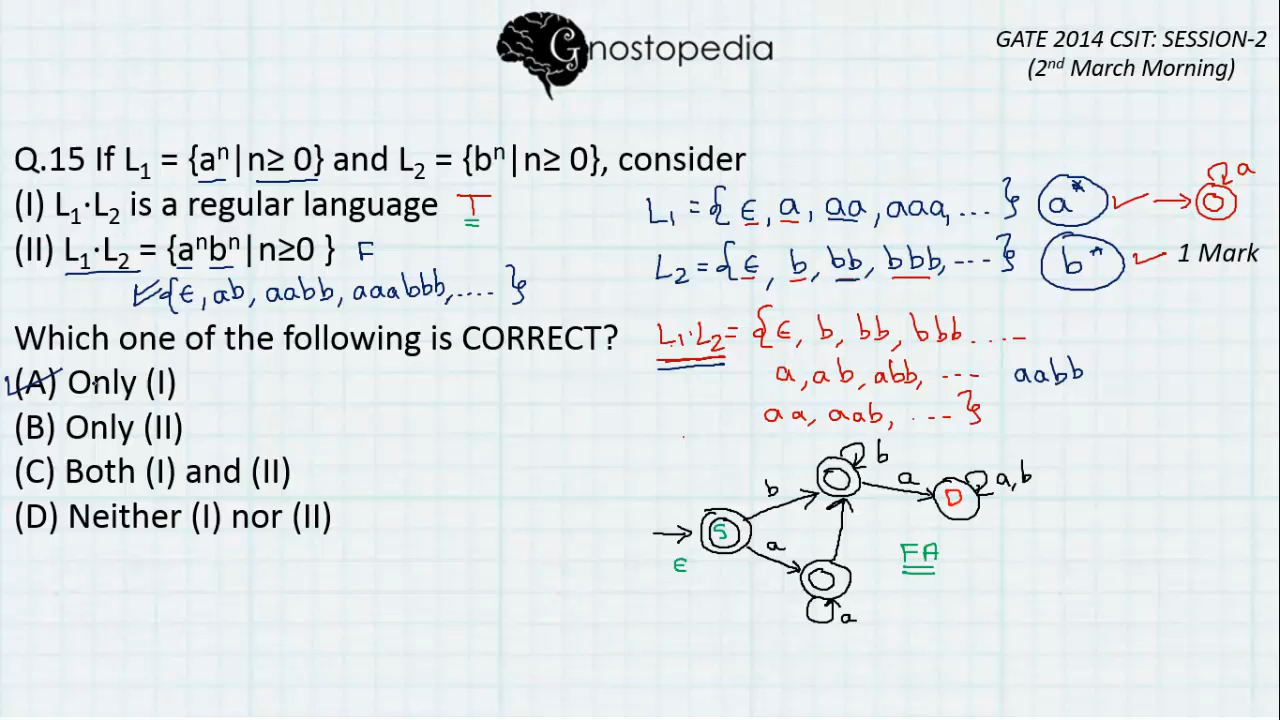 Gnostopedia
GATE 2014 CSIT: SESSION-2
(2nd March Morning)
Q.15 If L1 = {a^n|n≥ 0} and L2 = {b^n|n≥ 0}, consider
(I) L1·L2 is a regular language T
(II) L1·L2 = {a^nb^n|n≥0 } F
{ε, ab, aabb, aaabbb, .... }
Which one of the following is CORRECT?
(A) Only (I)
(B) Only (II)
(C) Both (I) and (II)
(D) Neither (I) nor (II)
L1 = { ε, a, aa, aaa, ... } a* a
L2 = { ε, b, bb, bbb, ... } b* 1 Mark
L1·L2 = { ε, b, bb, bbb ....
a, ab, abb, ... aabb
aa, aab, ... }
b
b a D a,b
S
ε a FA
a